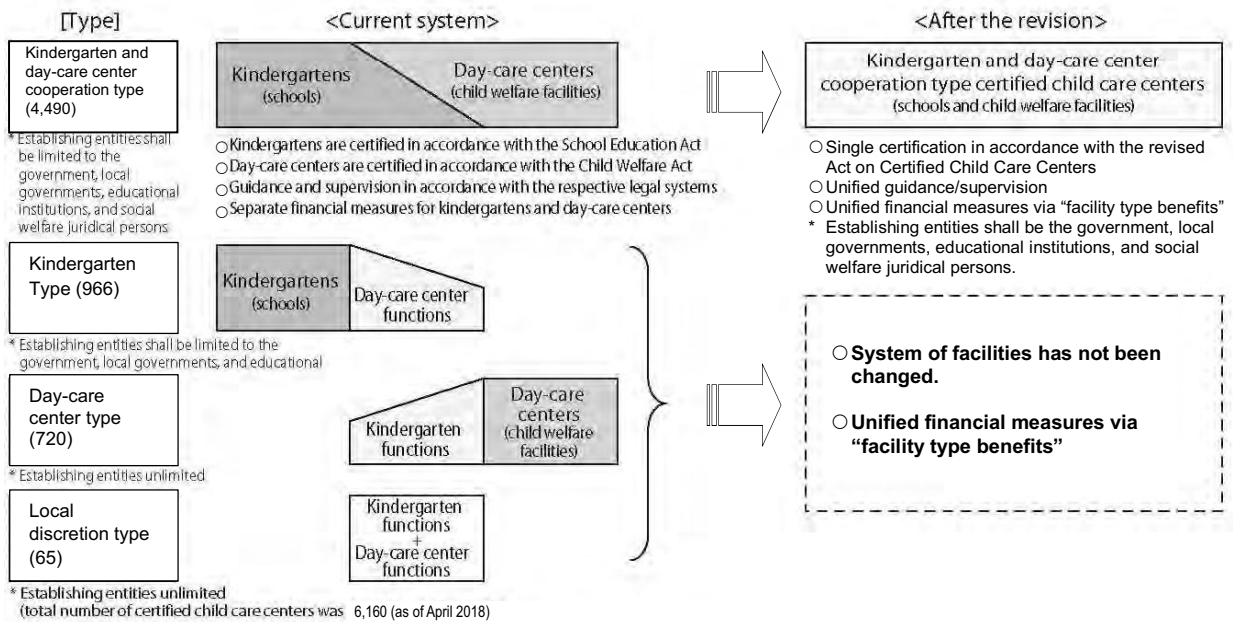 [Type]
<Current system>
<After the revision>
Kindergarten and
day-care center
cooperation type
(4,490)
* Establishing entities shall
be limited to the
government, local
governments, educational
institutions, and social
welfare juridical persons
Kindergartens
(schools)
Day-care centers
(child welfare facilities)
○Kindergartens are certified in accordance with the School Education Act
○Day-care centers are certified in accordance with the Child Welfare Act
○Guidance and supervision in accordance with the respective legal systems
○Separate financial measures for kindergartens and day-care centers
Kindergarten and day-care center
cooperation type certified child care centers
(schools and child welfare facilities)
○Single certification in accordance with the revised
Act on Certified Child Care Centers
○Unified guidance/supervision
○Unified financial measures via “facility type benefits”
* Establishing entities shall be the government, local
governments, educational institutions, and social
welfare juridical persons.
Kindergarten
Type (966)
Kindergartens
(schools)
Day-care center
functions
* Establishing entities shall be limited to the
government, local governments, and educational
Day-care
center type
(720)
Kindergarten
functions
Day-care
centers
(child welfare
facilities)
* Establishing entities unlimited
Local
discretion type
(65)
Kindergarten
functions
+
Day-care center
functions
○System of facilities has not been
changed.
○Unified financial measures via
“facility type benefits”
* Establishing entities unlimited
(total number of certified child care centers was 6,160 (as of April 2018)